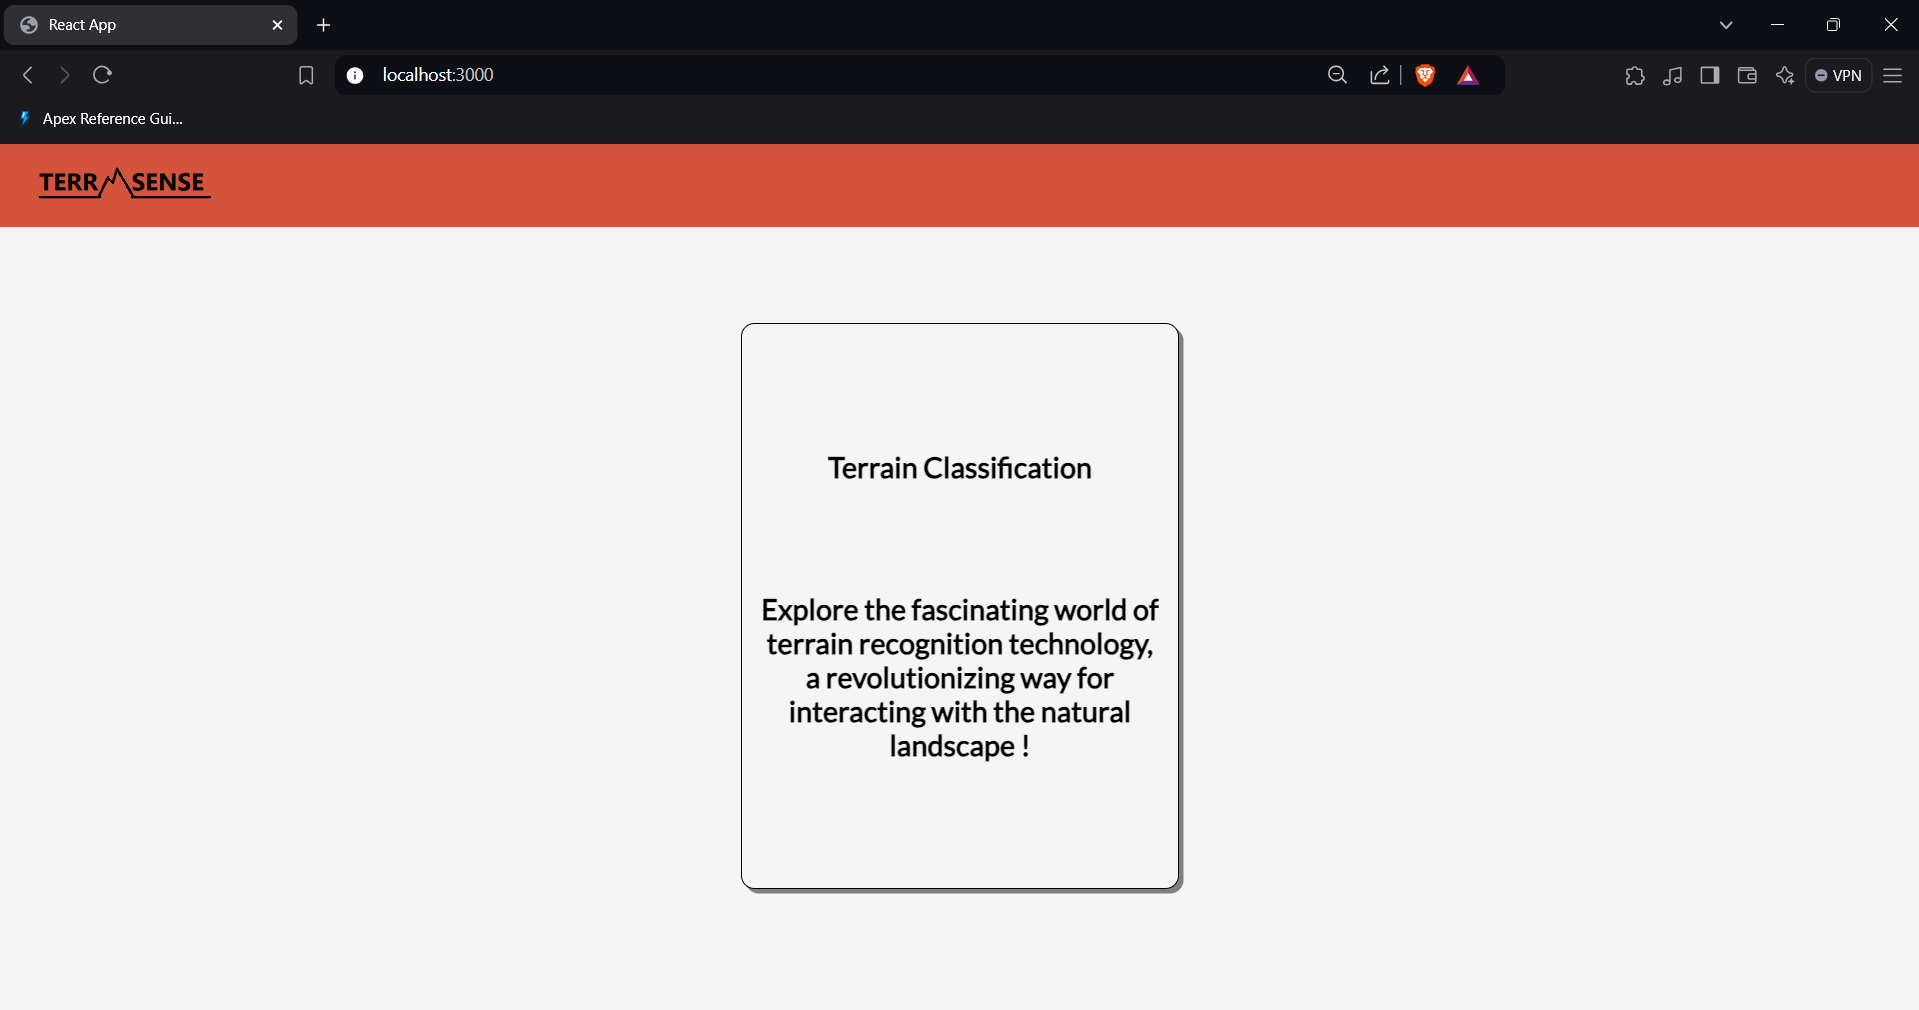 React App
localhost:3000
VPN
Apex Reference Gui...
TERRASENSE
Terrain Classification
Explore the fascinating world of
terrain recognition technology,
a revolutionizing way for
interacting with the natural
landscape !